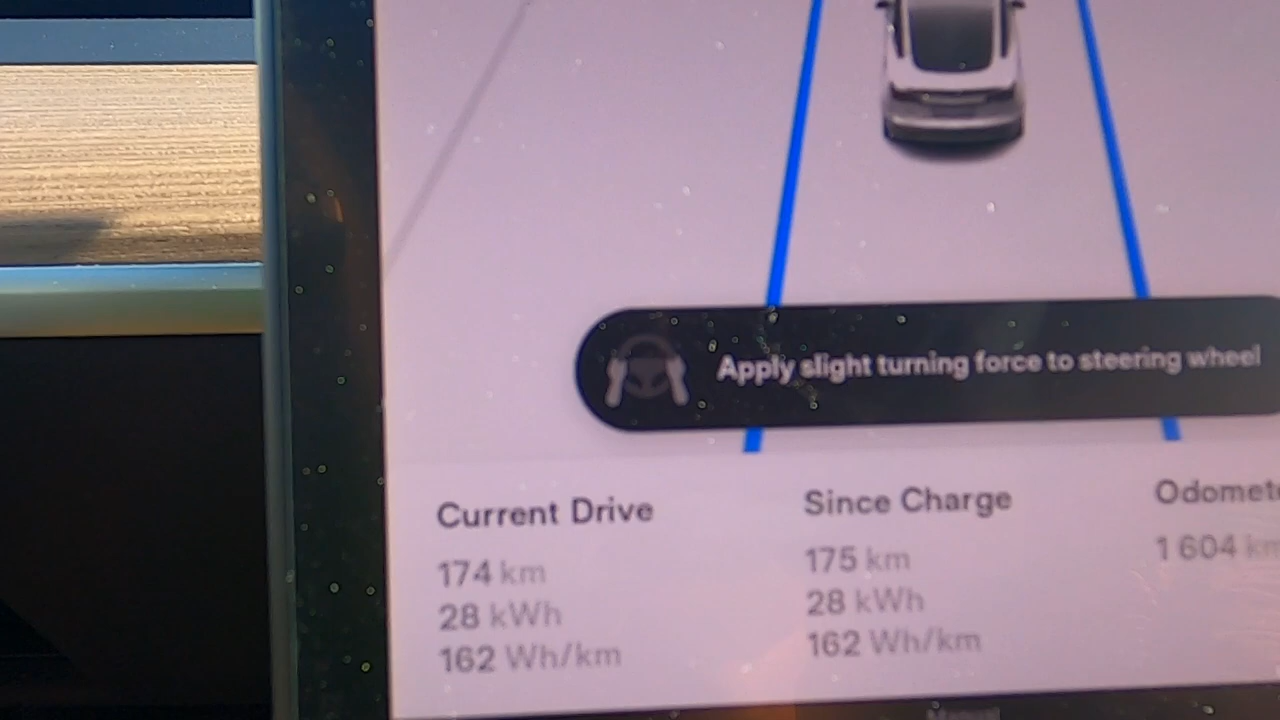 Apply slight turning force to steering wheel
Current Drive
174 km
28 kWh
162 Wh/km
Since Charge
175 km
28 kWh
162 Wh/km
Odomet
1 604 km